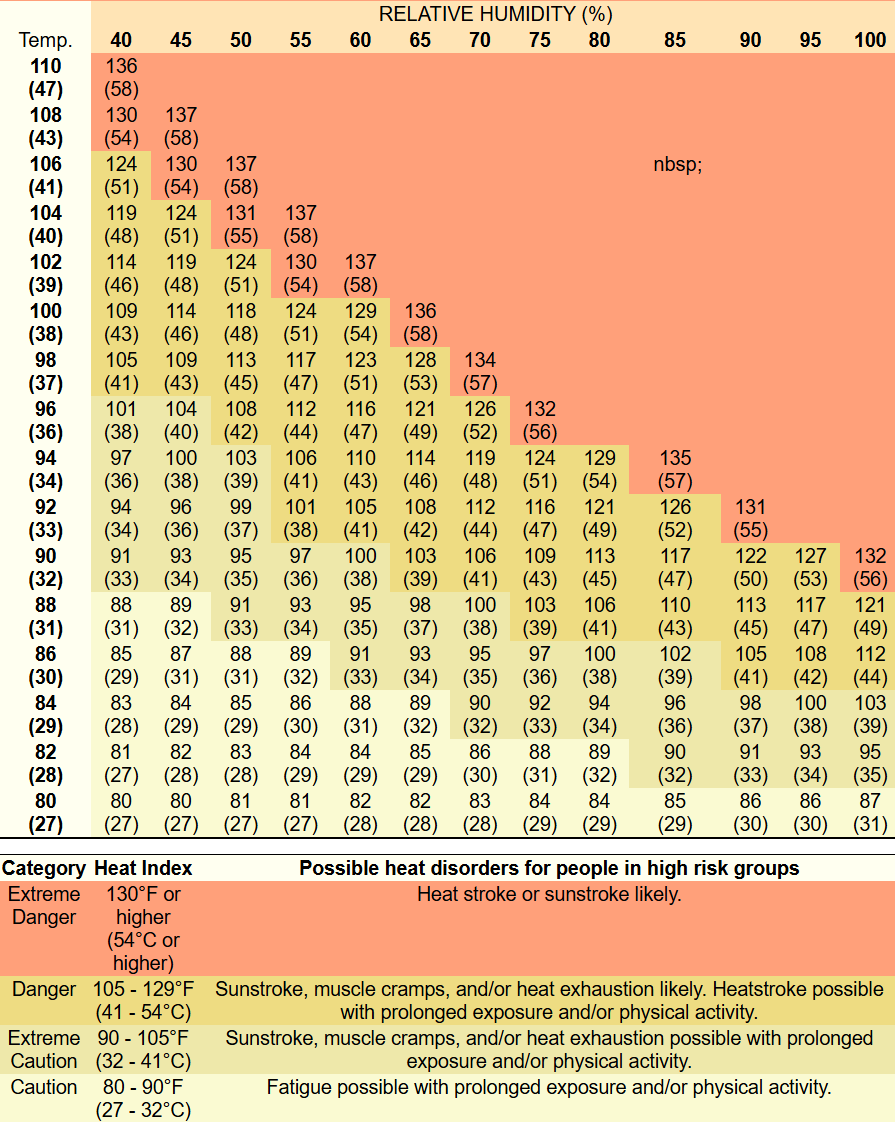 RELATIVE HUMIDITY (%)
Temp. 40 45 50 55 60 65 70 75 80 85 90 95 100
110 136
(47) (58)
108 130 137
(43) (54) (58)
106 124 130 137 nbsp;
(41) (51) (54) (58)
104 119 124 131 137
(40) (48) (51) (55) (58)
102 114 119 124 130 137
(39) (46) (48) (51) (54) (58)
100 109 114 118 124 129 136
(38) (43) (46) (48) (51) (54) (58)
98 105 109 113 117 123 128 134
(37) (41) (43) (45) (47) (51) (53) (57)
96 101 104 108 112 116 121 126 132
(36) (38) (40) (42) (44) (47) (49) (52) (56)
94 97 100 103 106 110 114 119 124 129 135
(34) (36) (38) (39) (41) (43) (46) (48) (51) (54) (57)
92 94 96 99 101 105 108 112 116 121 126 131
(33) (34) (36) (37) (38) (41) (42) (44) (47) (49) (52) (55)
90 91 93 95 97 100 103 106 109 113 117 122 127 132
(32) (33) (34) (35) (36) (38) (39) (41) (43) (45) (47) (50) (53) (56)
88 88 89 91 93 95 98 100 103 106 110 113 117 121
(31) (31) (32) (33) (34) (35) (37) (38) (39) (41) (43) (45) (47) (49)
86 85 87 88 89 91 93 95 97 100 102 105 108 112
(30) (29) (31) (31) (32) (33) (34) (35) (36) (38) (39) (41) (42) (44)
84 83 84 85 86 88 89 90 92 94 96 98 100 103
(29) (28) (29) (29) (30) (31) (32) (32) (33) (34) (36) (37) (38) (39)
82 81 82 83 84 84 85 86 88 89 90 91 93 95
(28) (27) (28) (28) (29) (29) (29) (30) (31) (32) (32) (33) (34) (35)
80 80 80 81 81 82 82 83 84 84 85 86 86 87
(27) (27) (27) (27) (27) (28) (28) (28) (29) (29) (29) (30) (30) (31)
Category Heat Index Possible heat disorders for people in high risk groups
Extreme 130°F or Heat stroke or sunstroke likely.
Danger higher
(54°C or
higher)
Danger 105 - 129°F Sunstroke, muscle cramps, and/or heat exhaustion likely. Heatstroke possible
(41 - 54°C) with prolonged exposure and/or physical activity.
Extreme 90 - 105°F Sunstroke, muscle cramps, and/or heat exhaustion possible with prolonged
Caution (32 - 41°C) exposure and/or physical activity.
Caution 80 - 90°F Fatigue possible with prolonged exposure and/or physical activity.
(27 - 32°C)